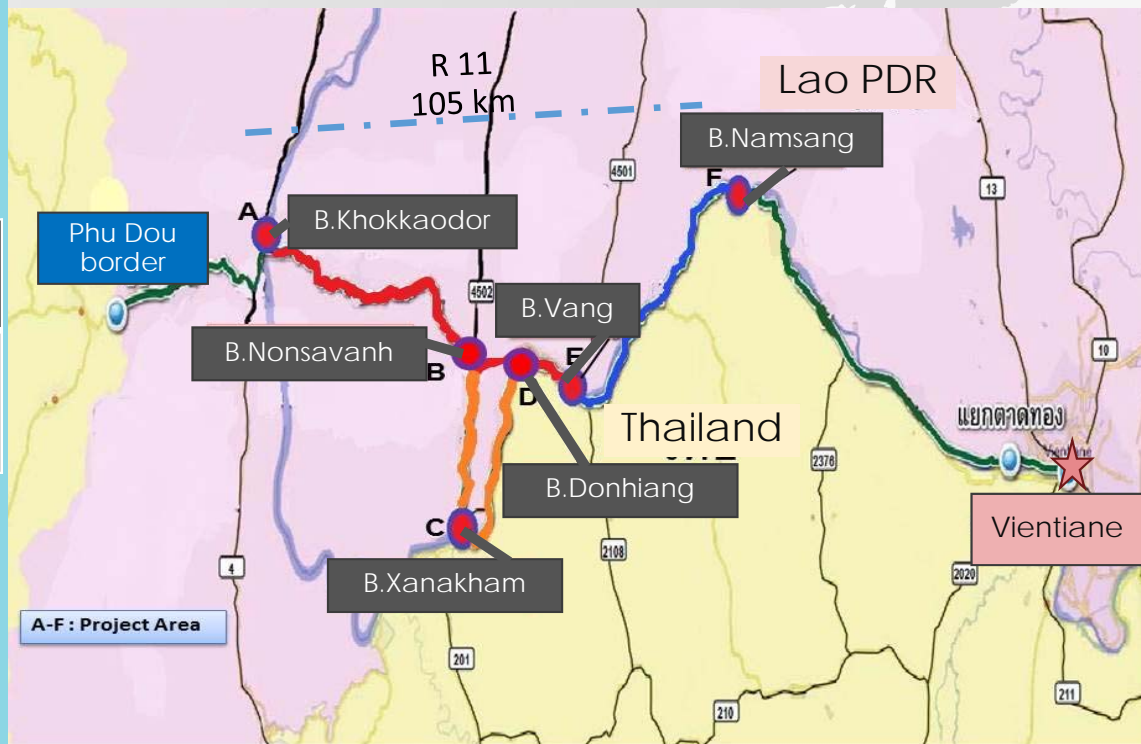 R 11
105 km
Lao PDR
B.Namsang
4501
F
13
A
B.Khokkaodor
Phu Dou
border
4502
B.Vang
10
B.Nonsavanh
B
E
D
Thailand
แยกตาดทอง
2376
B.Donhiang
C
Vientiane
2108
4
B.Xanakham
2020
A-F : Project Area
201
211
210